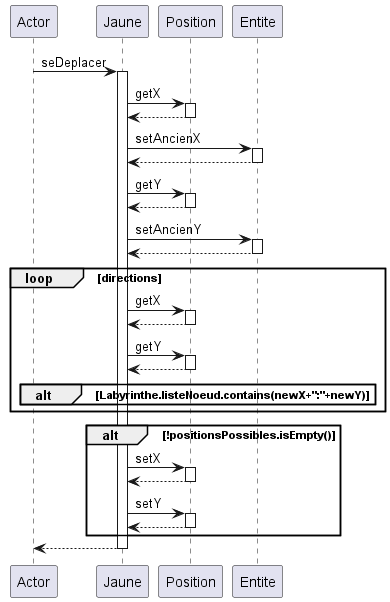 Actor Jaune Position Entite
seDeplacer
getX
setAncienX
getY
setAncienY
loop [directions]
getX
getY
alt [Labyrinthe.listeNoeud.contains(newX+":"+newY)]
alt [!positionsPossibles.isEmpty()]
setX
setY
Actor Jaune Position Entite